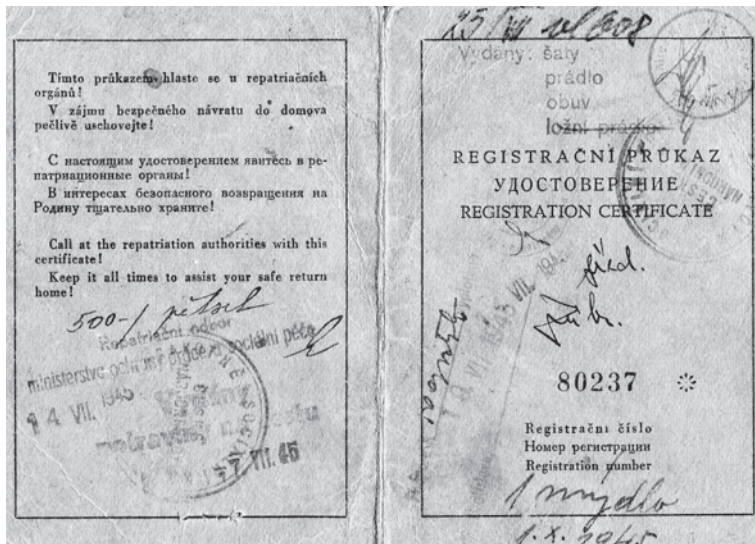 Tímto průkazem hlaste se u repatriačních
orgánů!
V zájmu bezpečného návratu do domova
pečlivě uschovejte!
С настоящим удостоверением явитесь в ре-
патриационные органы!
В интересах безопасного возвращения на
Родину тщательно храните!
Call at the repatriation authorities with this
certificate!
Keep it all times to assist your safe return
home!
500-/
Repatriační odbor
ministerstva ochrany práce a sociální péče
14 VII. 1945
VII. 45
25/VII
Vydány: šaty
prádlo
obuv
ložní prádlo
REGISTRAČNÍ PRŮKAZ
УДОСТОВЕРЕНИЕ
REGISTRATION CERTIFICATE
VII. 1945
80237 *
Registrační číslo
Номер регистрации
Registration number
1 mýdlo
1.X. 1945